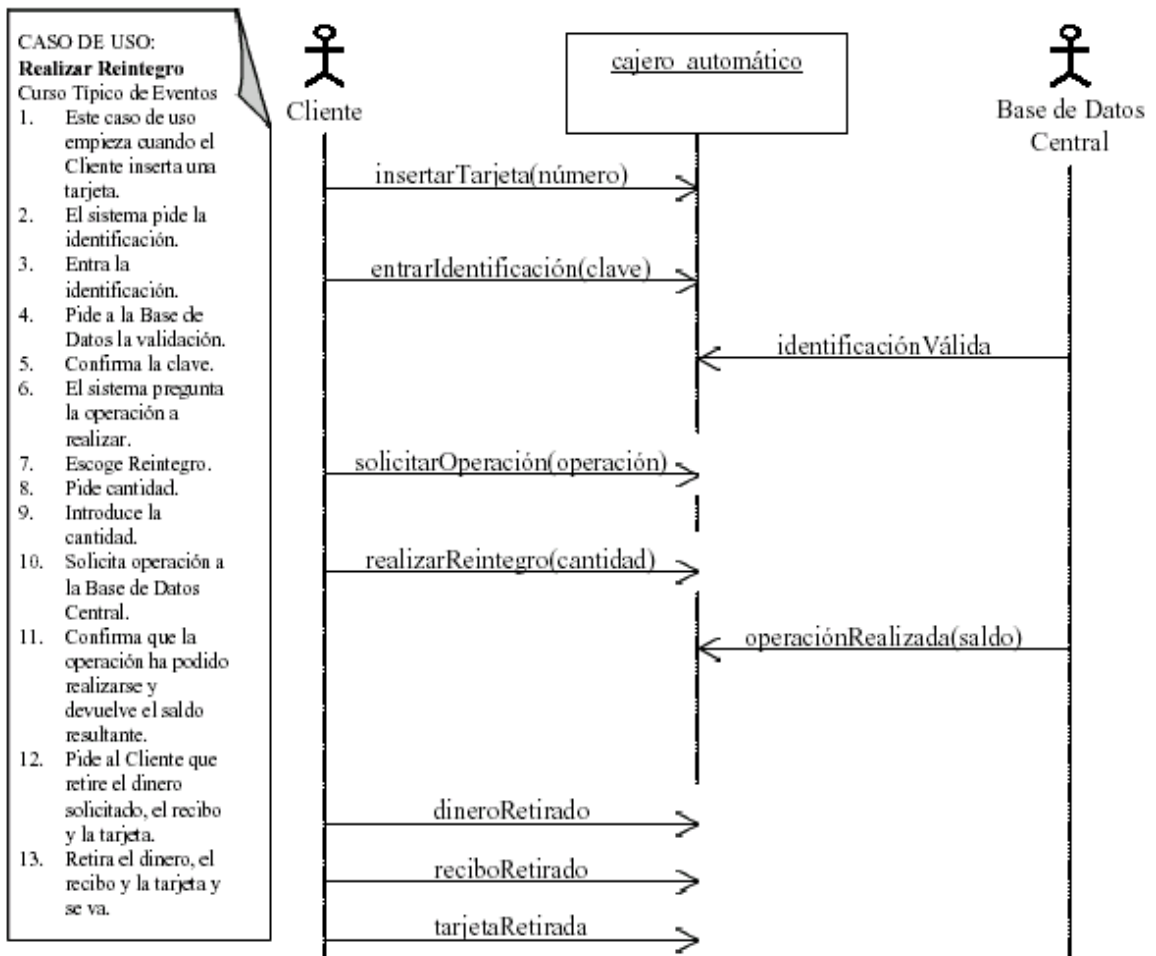 CASO DE USO:
Realizar Reintegro
Curso Típico de Eventos
1. Este caso de uso
empieza cuando el
Cliente inserta una
tarjeta.
2. El sistema pide la
identificación.
3. Entra la
identificación.
4. Pide a la Base de
Datos la validación.
5. Confirma la clave.
6. El sistema pregunta
la operación a
realizar.
7. Escoge Reintegro.
8. Pide cantidad.
9. Introduce la
cantidad.
10. Solicita operación a
la Base de Datos
Central.
11. Confirma que la
operación ha podido
realizarse y
devuelve el saldo
resultante.
12. Pide al Cliente que
retire el dinero
solicitado, el recibo
y la tarjeta.
13. Retira el dinero, el
recibo y la tarjeta y
se va.
Cliente
cajero automático
Base de Datos
Central
insertarTarjeta(número)
entrarIdentificación(clave)
identificaciónVálida
solicitarOperación(operación)
realizarReintegro(cantidad)
operaciónRealizada(saldo)
dineroRetirado
reciboRetirado
tarjetaRetirada